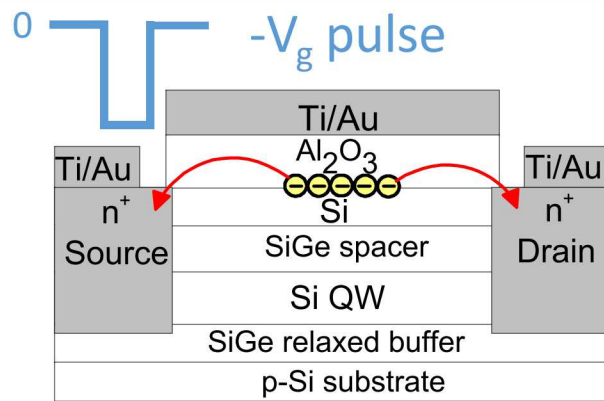 0
-Vg pulse
Ti/Au
Al2O3
Ti/Au
Ti/Au
n+
Source
Si
n+
Drain
SiGe spacer
Si QW
SiGe relaxed buffer
p-Si substrate